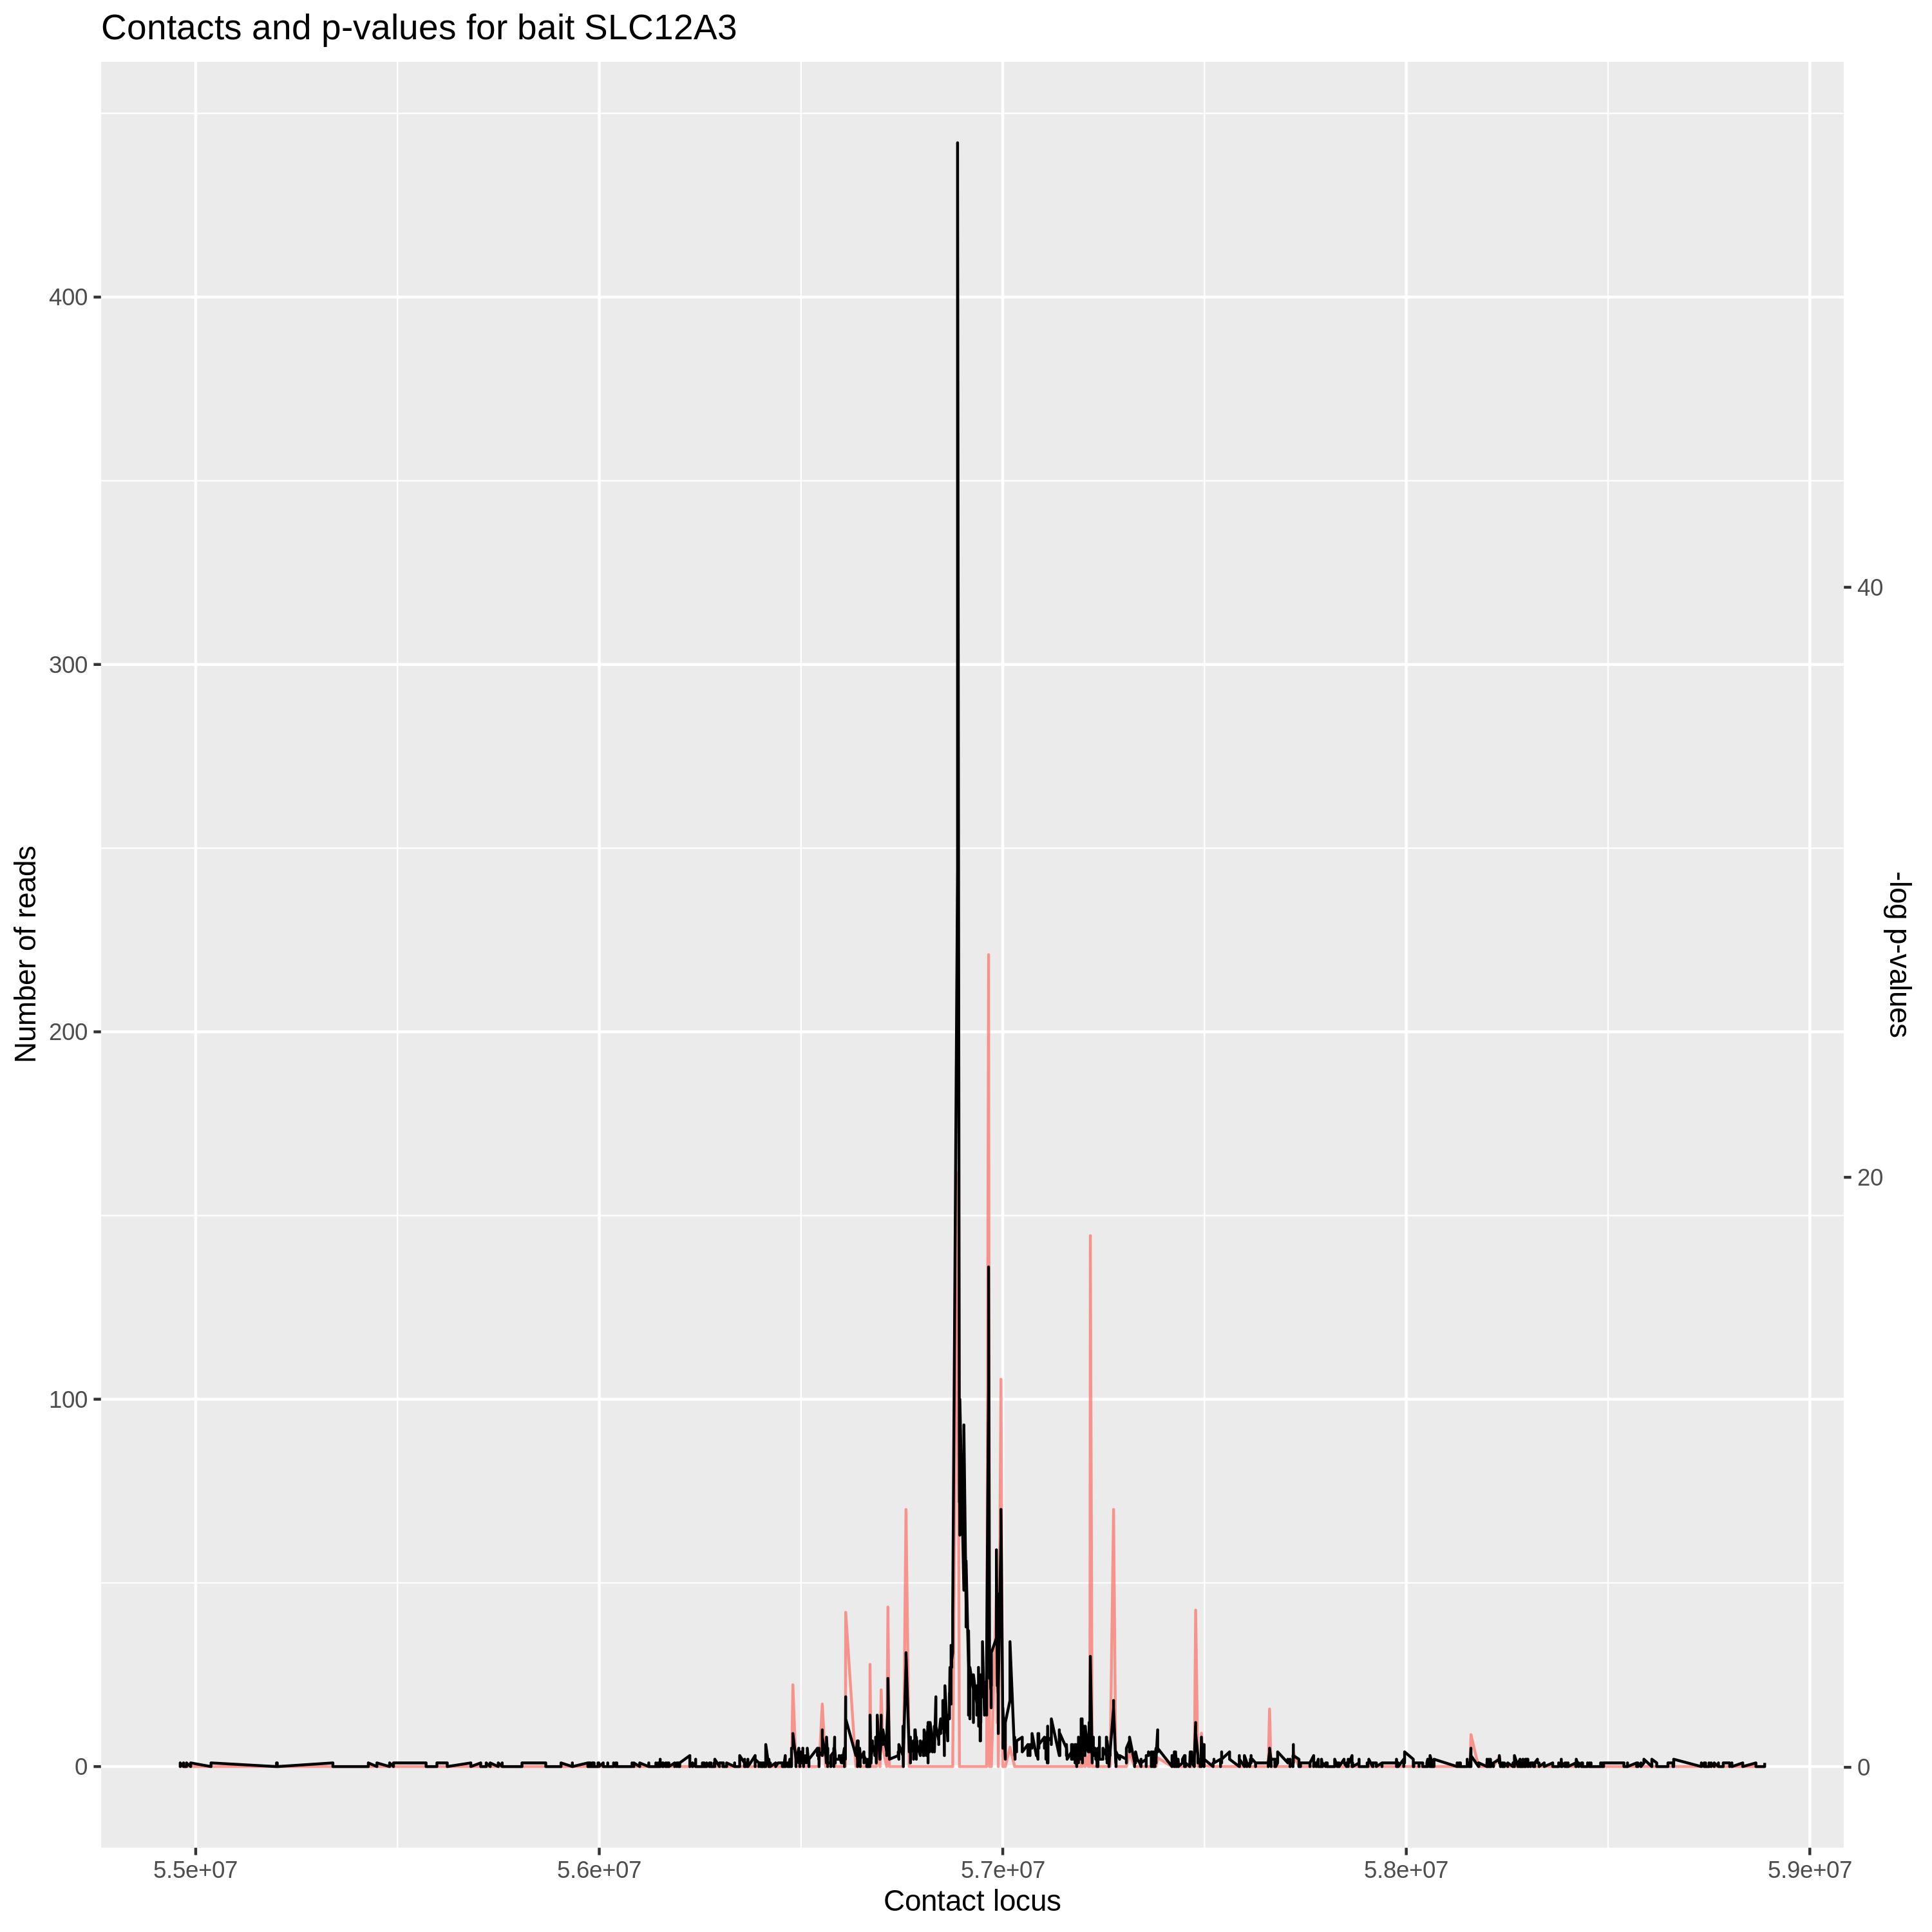 Contacts and p-values for bait SLC12A3
Number of reads
400
300
200
100
0
40
20
0
-log p-values
5.5e+07 5.6e+07 5.7e+07 5.8e+07 5.9e+07
Contact locus